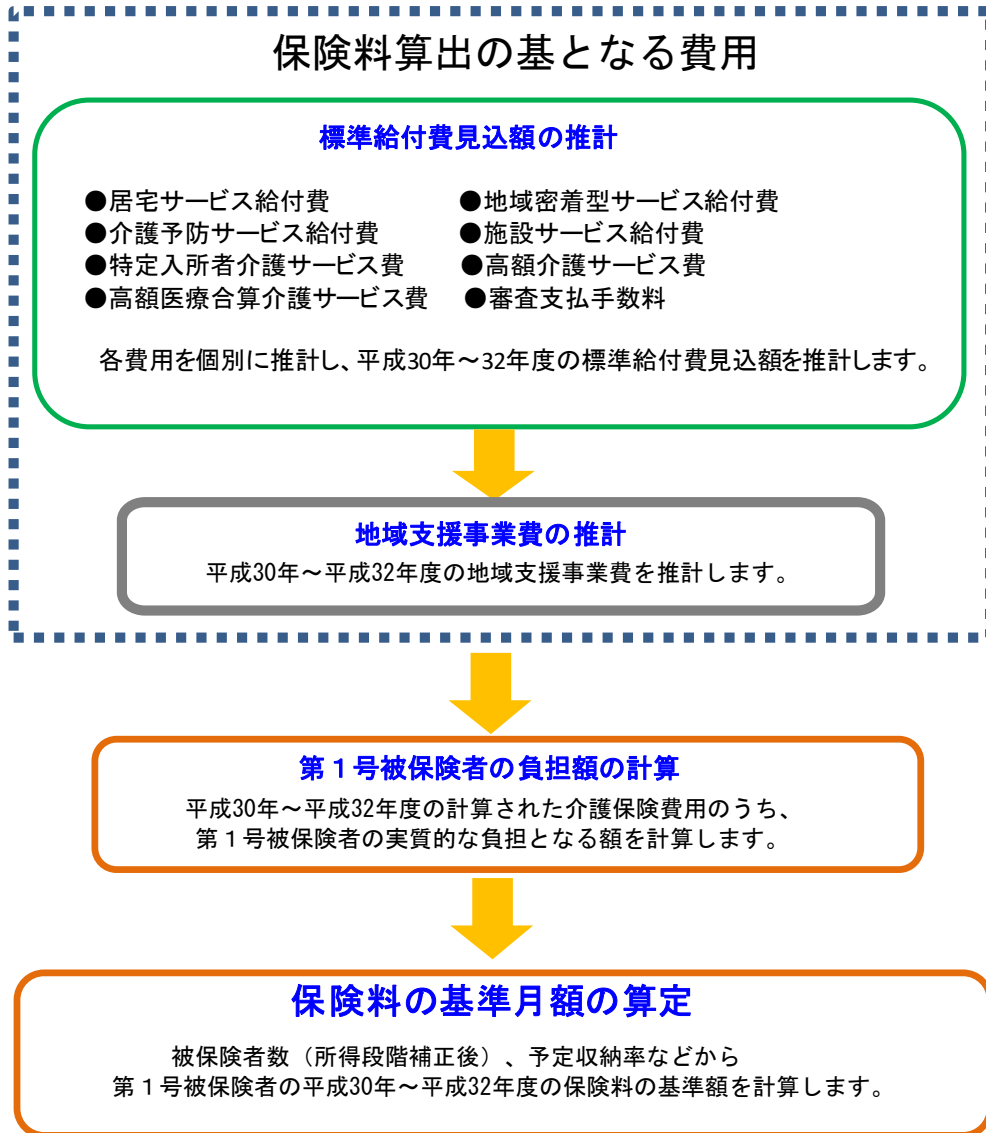 保険料算出の基となる費用
標準給付費見込額の推計
●居宅サービス給付費 ●地域密着型サービス給付費
●介護予防サービス給付費 ●施設サービス給付費
●特定入所者介護サービス費 ●高額介護サービス費
●高額医療合算介護サービス費 ●審査支払手数料
各費用を個別に推計し、平成30年～32年度の標準給付費見込額を推計します。
地域支援事業費の推計
平成30年～平成32年度の地域支援事業費を推計します。
第１号被保険者の負担額の計算
平成30年～平成32年度の計算された介護保険費用のうち、
第１号被保険者の実質的な負担となる額を計算します。
保険料の基準月額の算定
被保険者数（所得段階補正後）、予定収納率などから
第１号被保険者の平成30年～平成32年度の保険料の基準額を計算します。